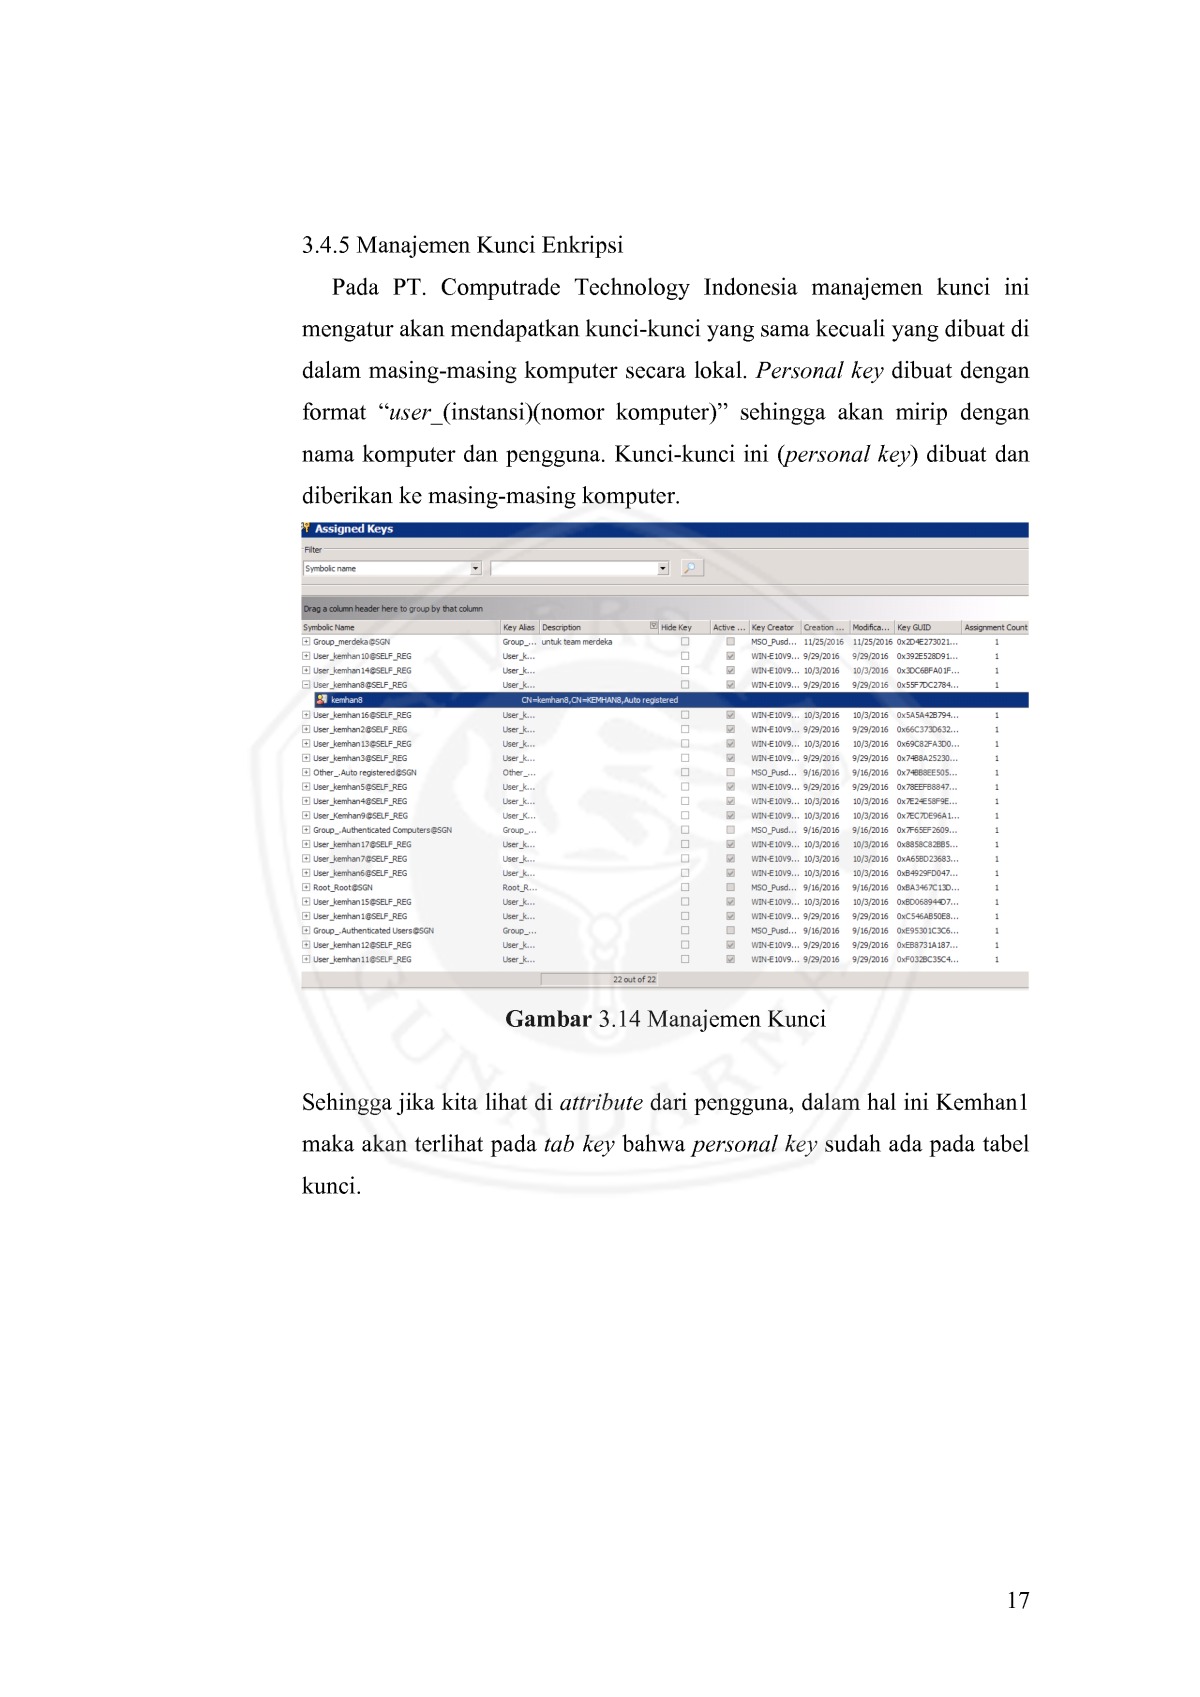 3.4.5 Manajemen Kunci Enkripsi
Pada PT. Computrade Technology Indonesia manajemen kunci ini
mengatur akan mendapatkan kunci-kunci yang sama kecuali yang dibuat di
dalam masing-masing komputer secara lokal. Personal key dibuat dengan
format “user_(instansi)(nomor komputer)” sehingga akan mirip dengan
nama komputer dan pengguna. Kunci-kunci ini (personal key) dibuat dan
diberikan ke masing-masing komputer.
Assigned Keys
Filter
Symbolic name
Drag a column header here to group by that column
Symbolic Name Key Alias Description Hide Key Active ... Key Creator Creation ... Modifica... Key GUID Assignment Count
Group_merdeka@SGN Group_... untuk team merdeka MSO_Pusd... 11/25/2016 11/25/2016 0x2D4E273021... 1
User_kemhan10@SELF_REG User_k... WIN-E10V9... 9/29/2016 9/29/2016 0x392E528D91... 1
User_kemhan14@SELF_REG User_k... WIN-E10V9... 10/3/2016 10/3/2016 0x3DC6BFA01F... 1
User_kemhan8@SELF_REG User_k... WIN-E10V9... 9/29/2016 9/29/2016 0x55F7DC2784... 1
kemhan8 CN=kemhan8,CN=KEMHAN8,Auto registered
User_kemhan16@SELF_REG User_k... WIN-E10V9... 10/3/2016 10/3/2016 0x5A5A42B794... 1
User_kemhan2@SELF_REG User_k... WIN-E10V9... 9/29/2016 9/29/2016 0x66C373D632... 1
User_kemhan13@SELF_REG User_k... WIN-E10V9... 10/3/2016 10/3/2016 0x69C82FA3D0... 1
User_kemhan3@SELF_REG User_k... WIN-E10V9... 9/29/2016 9/29/2016 0x74B8A25230... 1
Other_.Auto registered@SGN Other_... MSO_Pusd... 9/16/2016 9/16/2016 0x74BB8EE505... 1
User_kemhan5@SELF_REG User_k... WIN-E10V9... 9/29/2016 9/29/2016 0x78EEFB8847... 1
User_kemhan4@SELF_REG User_k... WIN-E10V9... 10/3/2016 10/3/2016 0x7E24E58F9E... 1
User_Kemhan9@SELF_REG User_K... WIN-E10V9... 10/3/2016 10/3/2016 0x7EC7DE96A1... 1
Group_.Authenticated Computers@SGN Group_... MSO_Pusd... 9/16/2016 9/16/2016 0x7F65EF2609... 1
User_kemhan17@SELF_REG User_k... WIN-E10V9... 10/3/2016 10/3/2016 0x8858C82BB5... 1
User_kemhan7@SELF_REG User_k... WIN-E10V9... 10/3/2016 10/3/2016 0xA65BD23683... 1
User_kemhan6@SELF_REG User_k... WIN-E10V9... 10/3/2016 10/3/2016 0xB4929FD047... 1
Root_Root@SGN Root_R... MSO_Pusd... 9/16/2016 9/16/2016 0xBA3467C13D... 1
User_kemhan15@SELF_REG User_k... WIN-E10V9... 10/3/2016 10/3/2016 0xBD068944D7... 1
User_kemhan1@SELF_REG User_k... WIN-E10V9... 9/29/2016 9/29/2016 0xC546AB50E8... 1
Group_.Authenticated Users@SGN Group_... MSO_Pusd... 9/16/2016 9/16/2016 0xE95301C3C6... 1
User_kemhan12@SELF_REG User_k... WIN-E10V9... 9/29/2016 9/29/2016 0xEB8731A187... 1
User_kemhan11@SELF_REG User_k... WIN-E10V9... 9/29/2016 9/29/2016 0xF032BC35C4... 1
22 out of 22
Gambar 3.14 Manajemen Kunci
GUNADARMA
Sehingga jika kita lihat di attribute dari pengguna, dalam hal ini Kemhan1
maka akan terlihat pada tab key bahwa personal key sudah ada pada tabel
kunci.
17